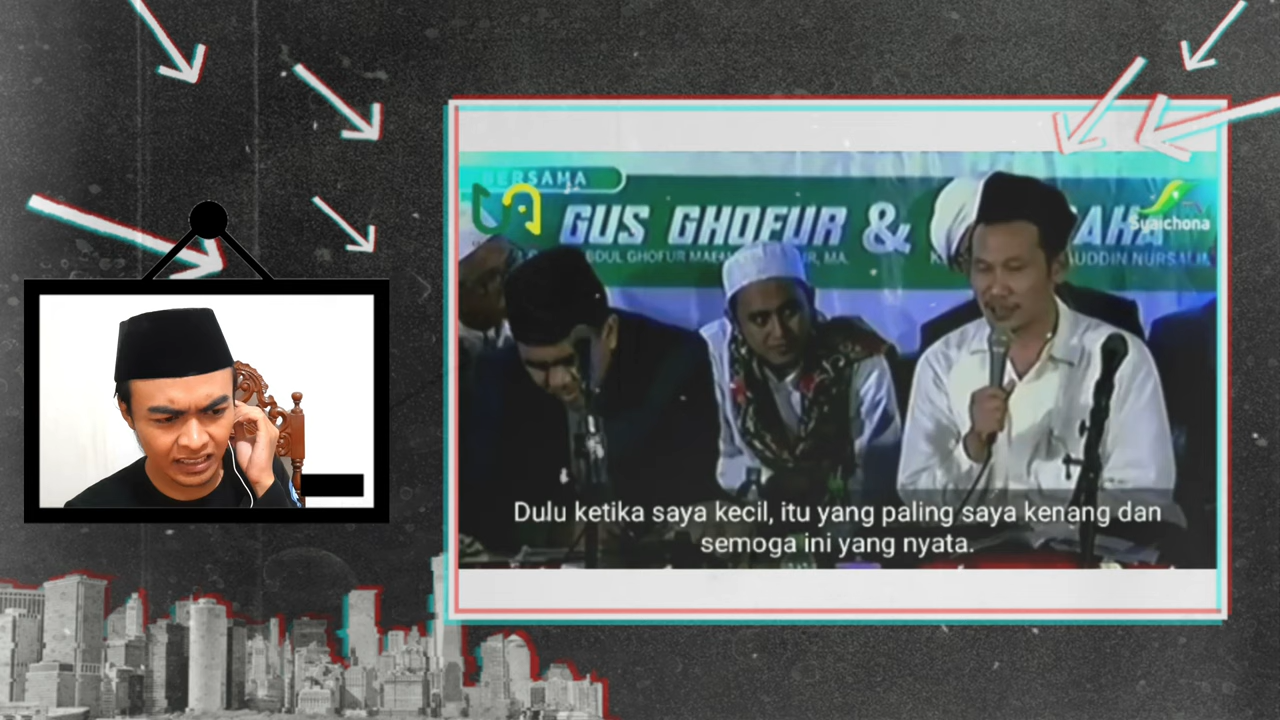 BERSAMA
GUS GHOFUR &
Syaichona
Dulu ketika saya kecil, itu yang paling saya kenang dan
semoga ini yang nyata.